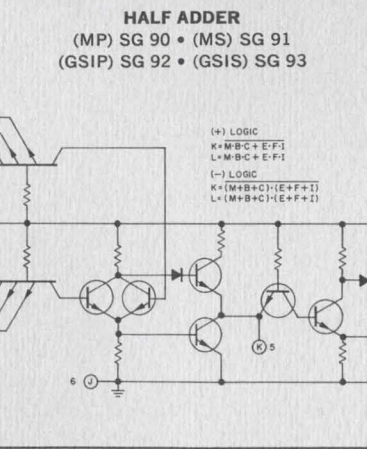 HALF ADDER
(MP) SG 90 • (MS) SG 91
(GSIP) SG 92 • (GSIS) SG 93
(+) LOGIC
K=M·B·C + E·F·I
L=M·B·C + E·F·I
(−) LOGIC
K=(M+B+C)·(E+F+I)
L=(M+B+C)·(E+F+I)
K 5
6 J